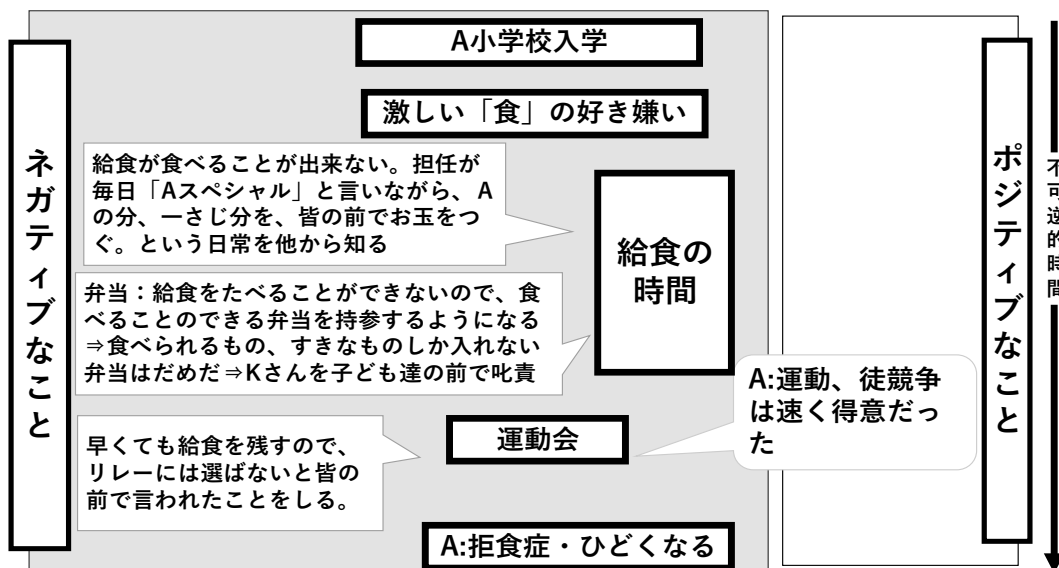 A小学校入学
激しい「食」の好き嫌い
ネガティブなこと
給食が食べることが出来ない。担任が
毎日「Aスペシャル」と言いながら、A
の分、一さじ分を、皆の前でお玉をつ
ぐ。という日常を他から知る
給食の
時間
弁当：給食をたべることができないので、食
べることのできる弁当を持参するようになる
⇒食べられるもの、すきなものしか入れない
弁当はだめだ⇒Kさんを子ども達の前で叱責
A:運動、徒競争
は速く得意だっ
た
運動会
早くても給食を残すので、
リレーには選ばないと皆の
前で言われたことをしる。
A:拒食症・ひどくなる
ポジティブなこと
不可逆的時間